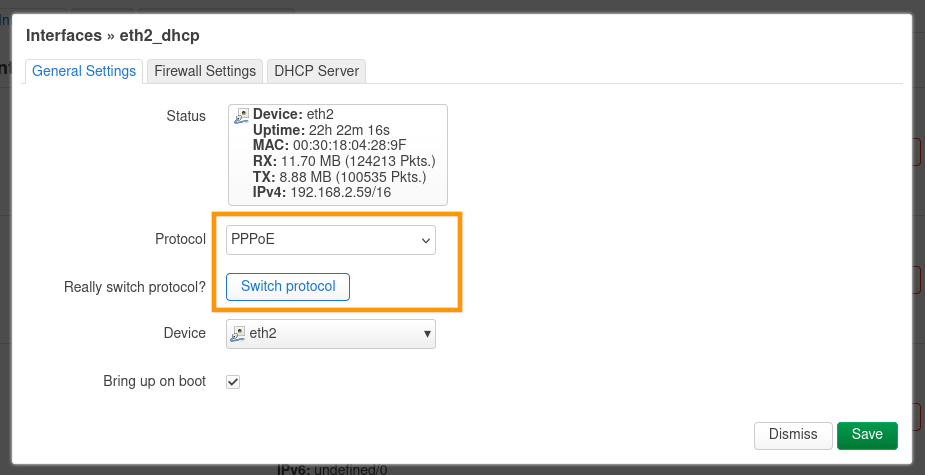 Interfaces » eth2_dhcp
General Settings Firewall Settings DHCP Server
Status
Device: eth2
Uptime: 22h 22m 16s
MAC: 00:30:18:04:28:9F
RX: 11.70 MB (124213 Pkts.)
TX: 8.88 MB (100535 Pkts.)
IPv4: 192.168.2.59/16
Protocol PPPoE
Really switch protocol? Switch protocol
Device eth2
Bring up on boot
Dismiss Save
IPv6: undefined/0